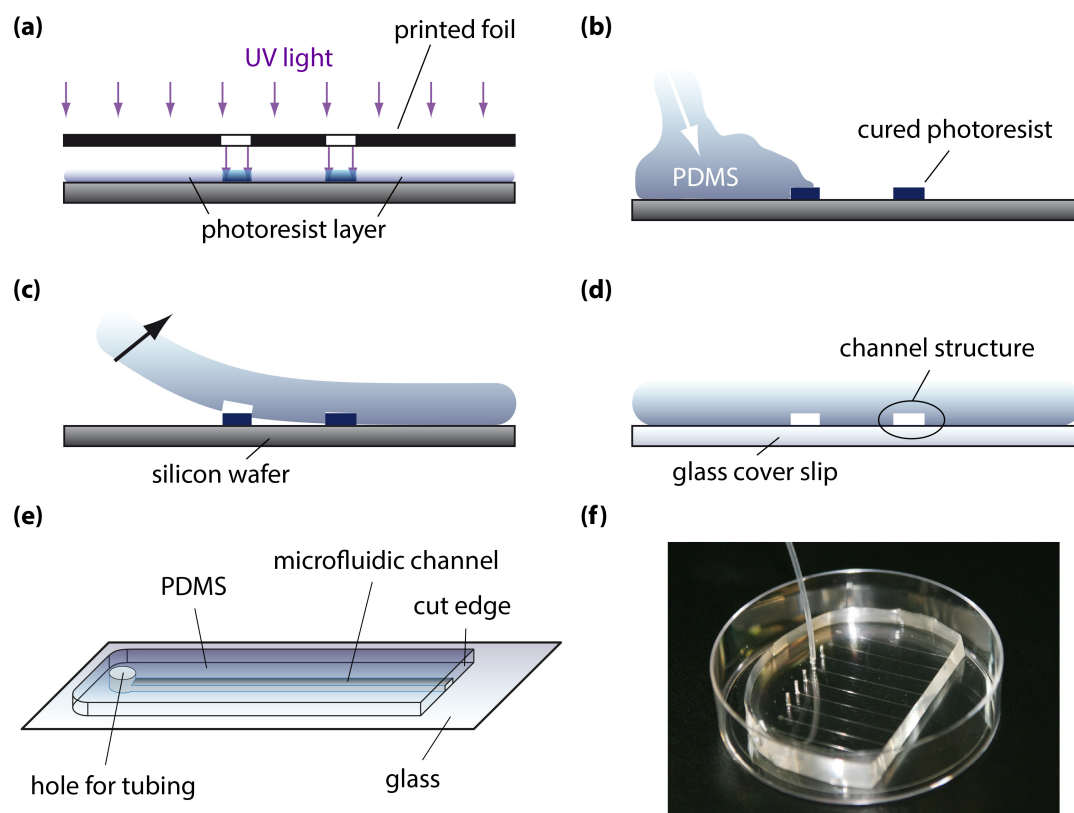 (a)
printed foil
UV light
photoresist layer
(b)
cured photoresist
PDMS
(c)
silicon wafer
(d)
channel structure
glass cover slip
(e)
microfluidic channel
PDMS
cut edge
hole for tubing
glass
(f)